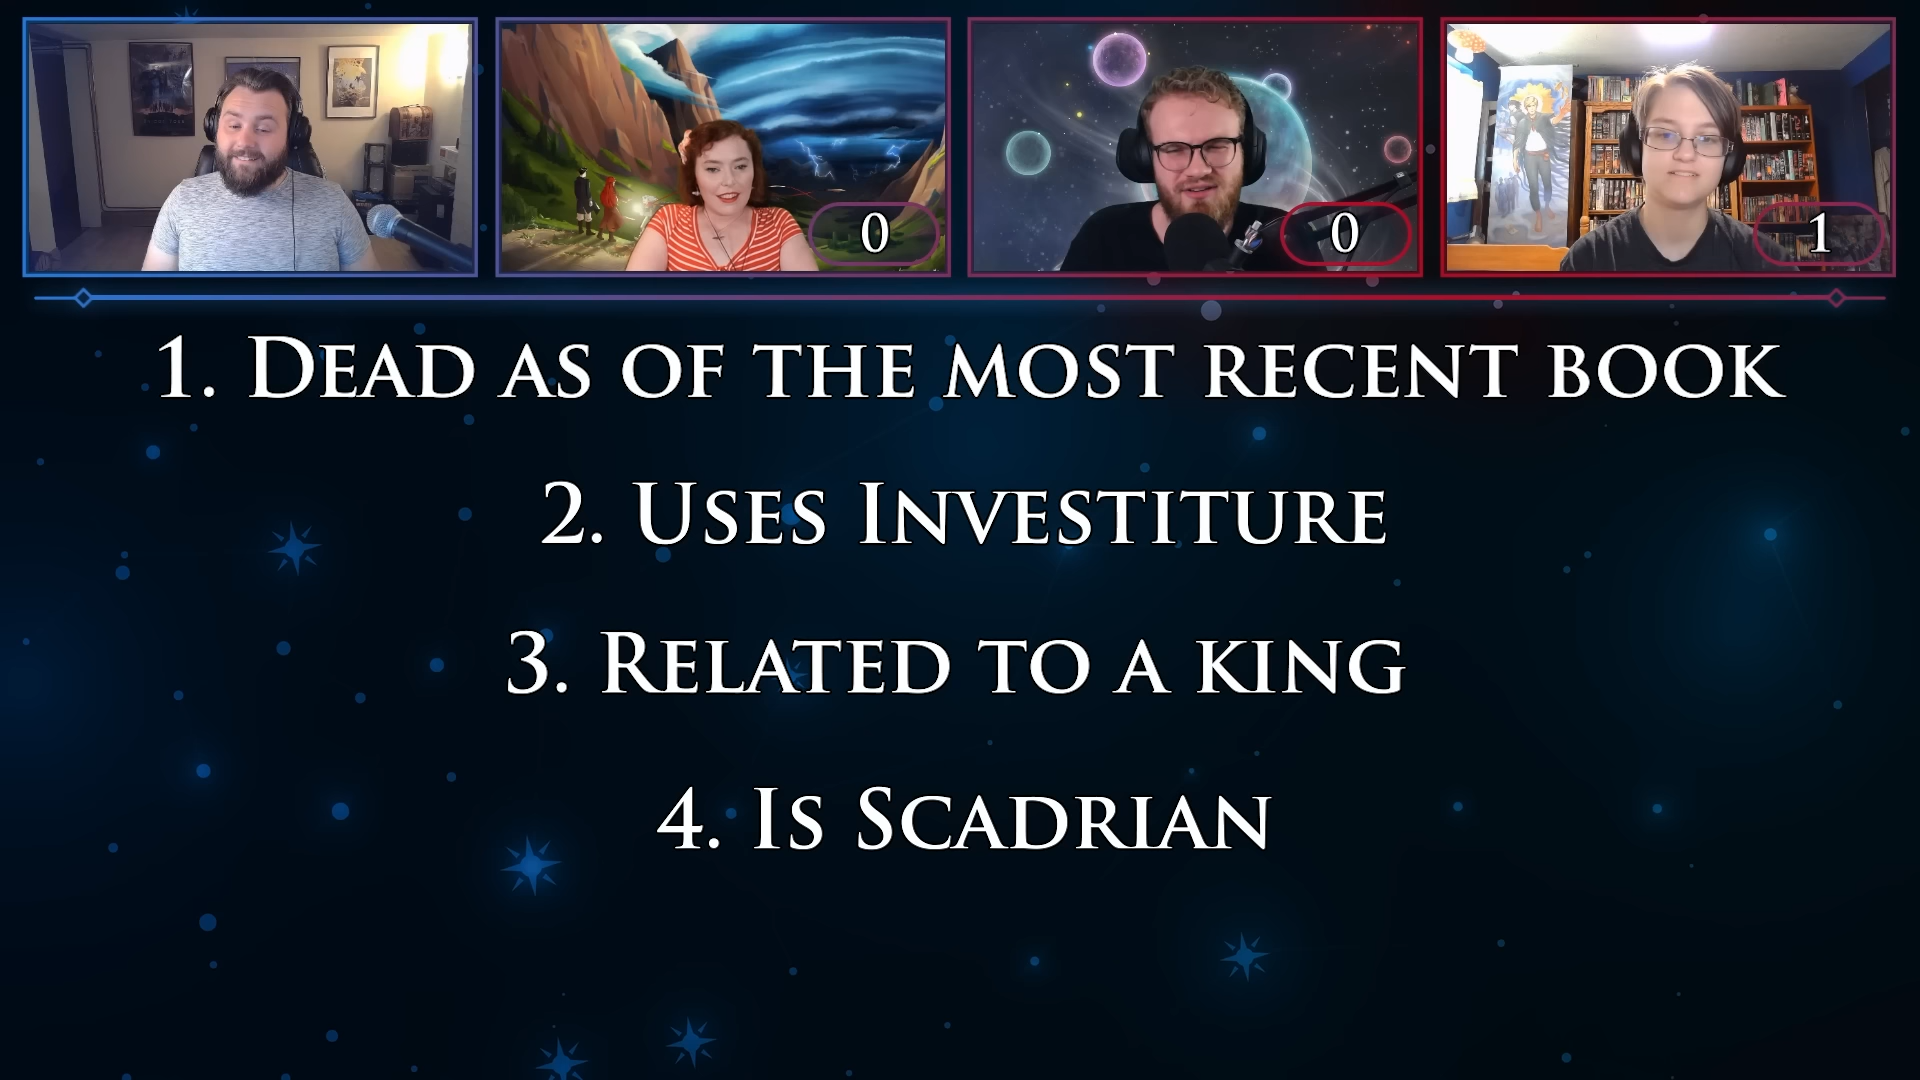 0
0
1
1. Dead as of the most recent book
2. Uses Investiture
3. Related to a king
4. Is Scadrian